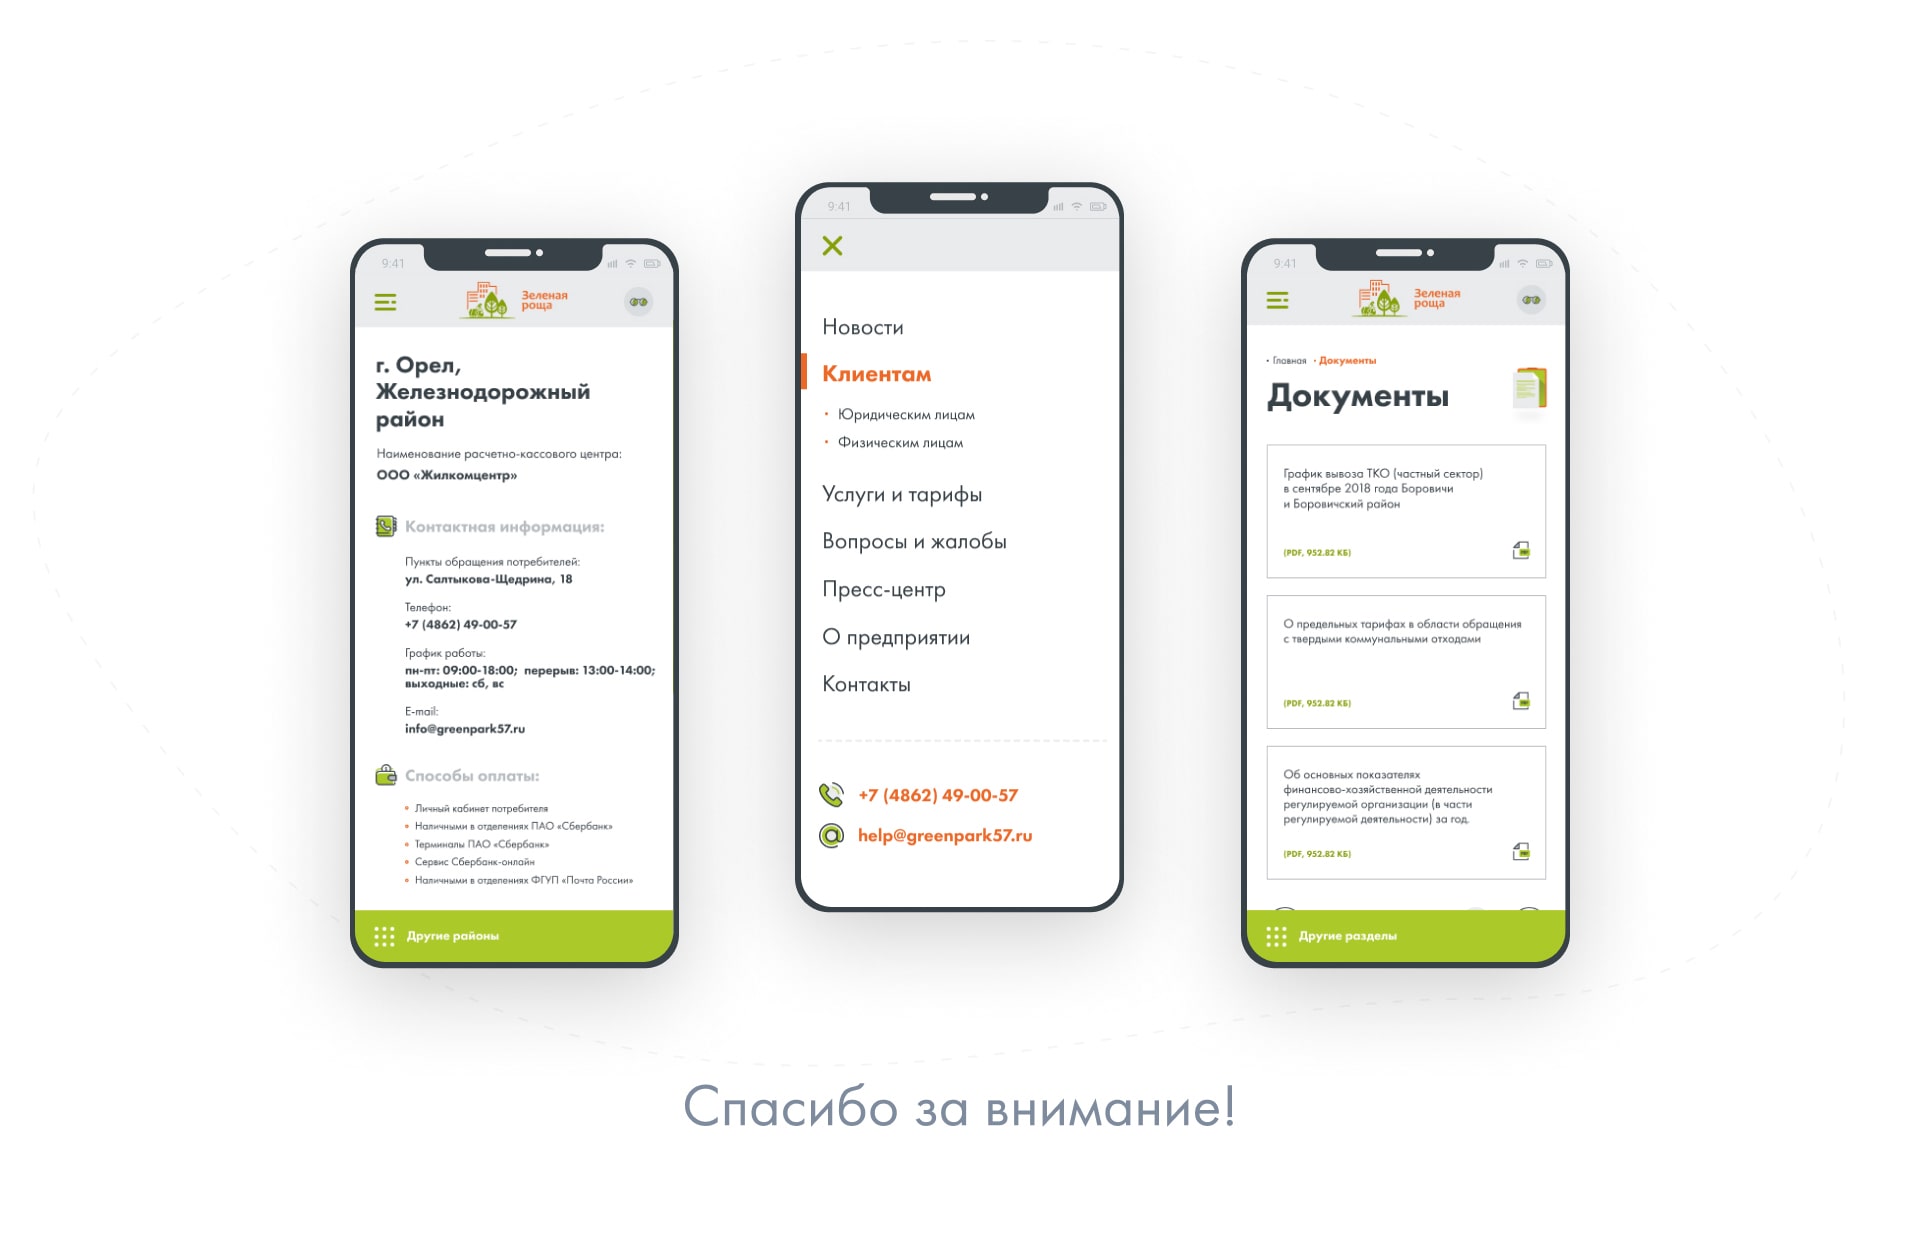 9:41
Зеленая
роща
г. Орел,
Железнодорожный
район
Наименование расчетно-кассового центра:
ООО «Жилкомцентр»
Контактная информация:
Пункты обращения потребителей:
ул. Салтыкова-Щедрина, 18
Телефон:
+7 (4862) 49-00-57
График работы:
пн-пт: 09:00-18:00; перерыв: 13:00-14:00;
выходные: сб, вс
E-mail:
info@greenpark57.ru
Способы оплаты:
Личный кабинет потребителя
Наличными в отделениях ПАО «Сбербанк»
Терминалы ПАО «Сбербанк»
Сервис Сбербанк-онлайн
Наличными в отделениях ФГУП «Почта России»
Другие районы
9:41
Новости
Клиентам
Юридическим лицам
Физическим лицам
Услуги и тарифы
Вопросы и жалобы
Пресс-центр
О предприятии
Контакты
+7 (4862) 49-00-57
help@greenpark57.ru
9:41
Зеленая
роща
• Главная • Документы
Документы
График вывоза ТКО (частный сектор)
в сентябре 2018 года Боровичи
и Боровичский район
(PDF, 952.82 КБ)
О предельных тарифах в области обращения
с твердыми коммунальными отходами
(PDF, 952.82 КБ)
Об основных показателях
финансово-хозяйственной деятельности
регулируемой организации (в части
регулируемой деятельности) за год.
(PDF, 952.82 КБ)
Другие разделы
Спасибо за внимание!